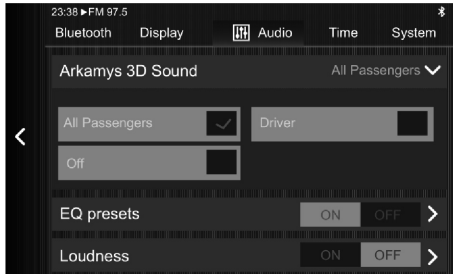 23:38 ►FM 97.5
Bluetooth Display Audio Time System
Arkamys 3D Sound All Passengers
All Passengers Driver
Off
EQ presets ON OFF
Loudness ON OFF